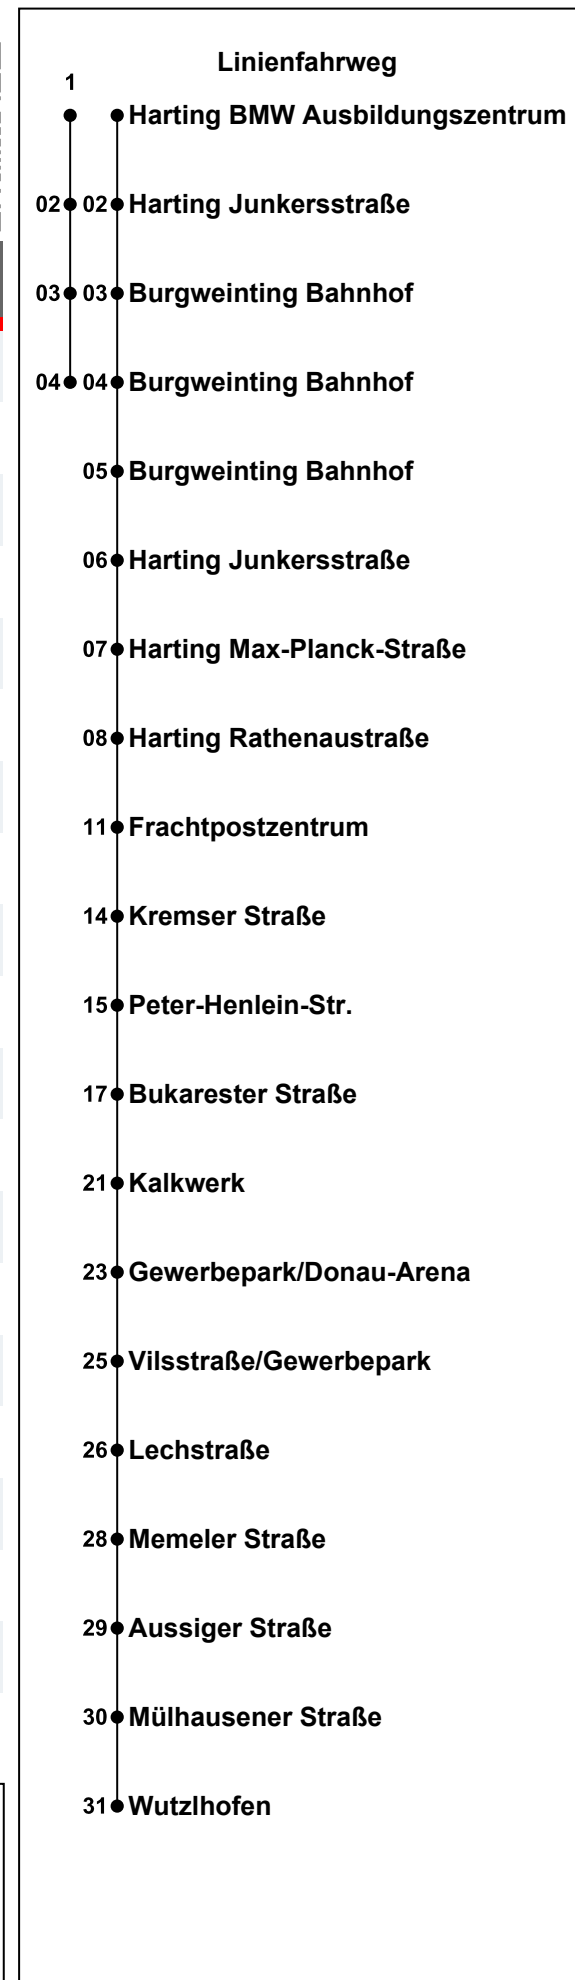 Linienfahrweg
1
Harting BMW Ausbildungszentrum
02 02 Harting Junkersstraße
03 03 Burgweinting Bahnhof
04 04 Burgweinting Bahnhof
05 Burgweinting Bahnhof
06 Harting Junkersstraße
07 Harting Max-Planck-Straße
08 Harting Rathenaustraße
11 Frachtpostzentrum
14 Kremser Straße
15 Peter-Henlein-Str.
17 Bukarester Straße
21 Kalkwerk
23 Gewerbepark/Donau-Arena
25 Vilsstraße/Gewerbepark
26 Lechstraße
28 Memeler Straße
29 Aussiger Straße
30 Mülhausener Straße
31 Wutzlhofen